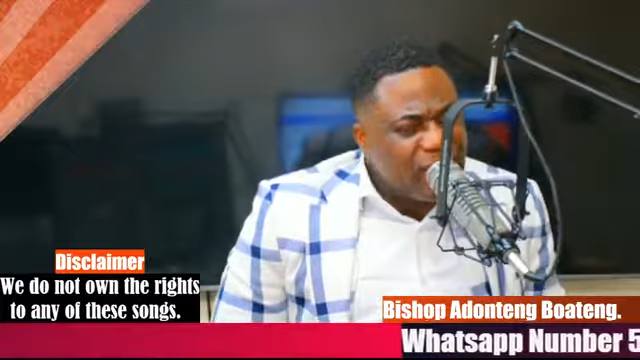 Disclaimer
We do not own the rights
to any of these songs.
Bishop Adonteng Boateng.
Whatsapp Number 5